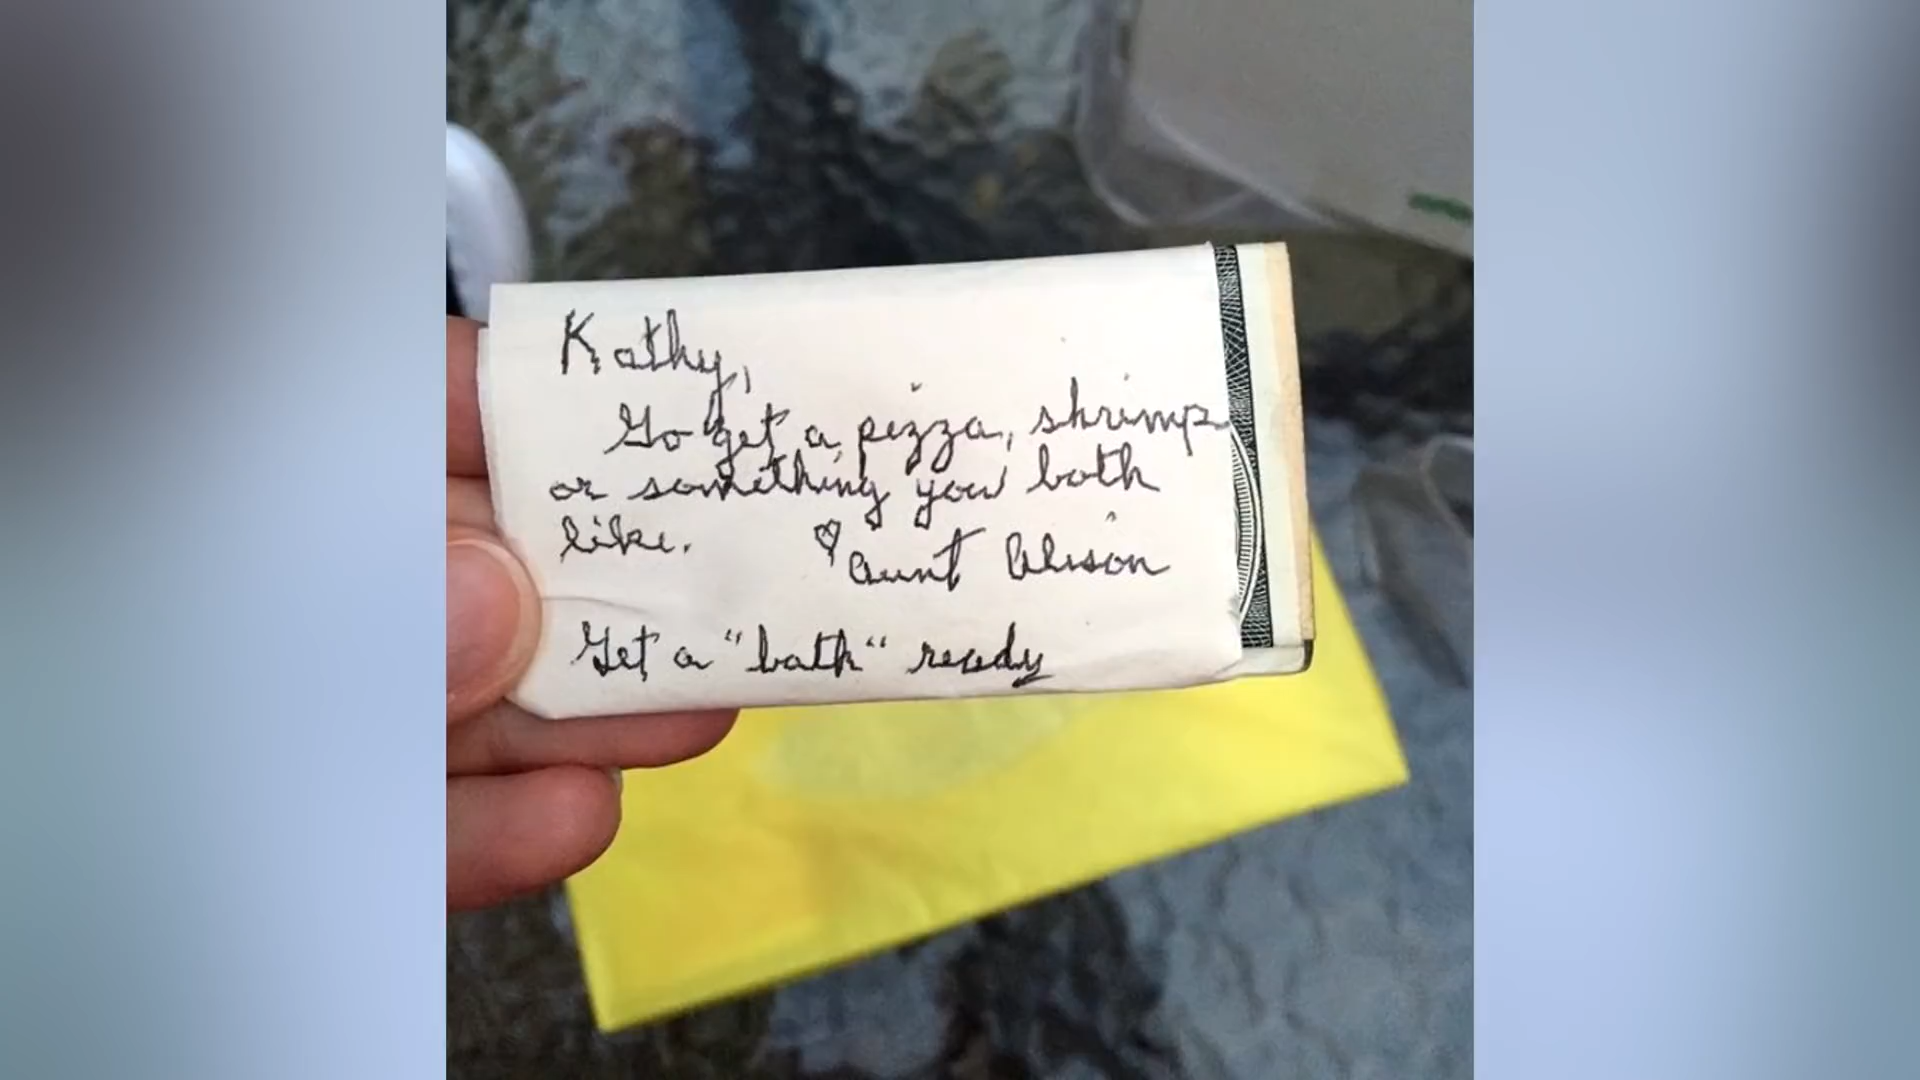 Kathy,
Go get a pizza, shrimp
or something you both
like.
♡ Aunt Alison
Get a "bath" ready